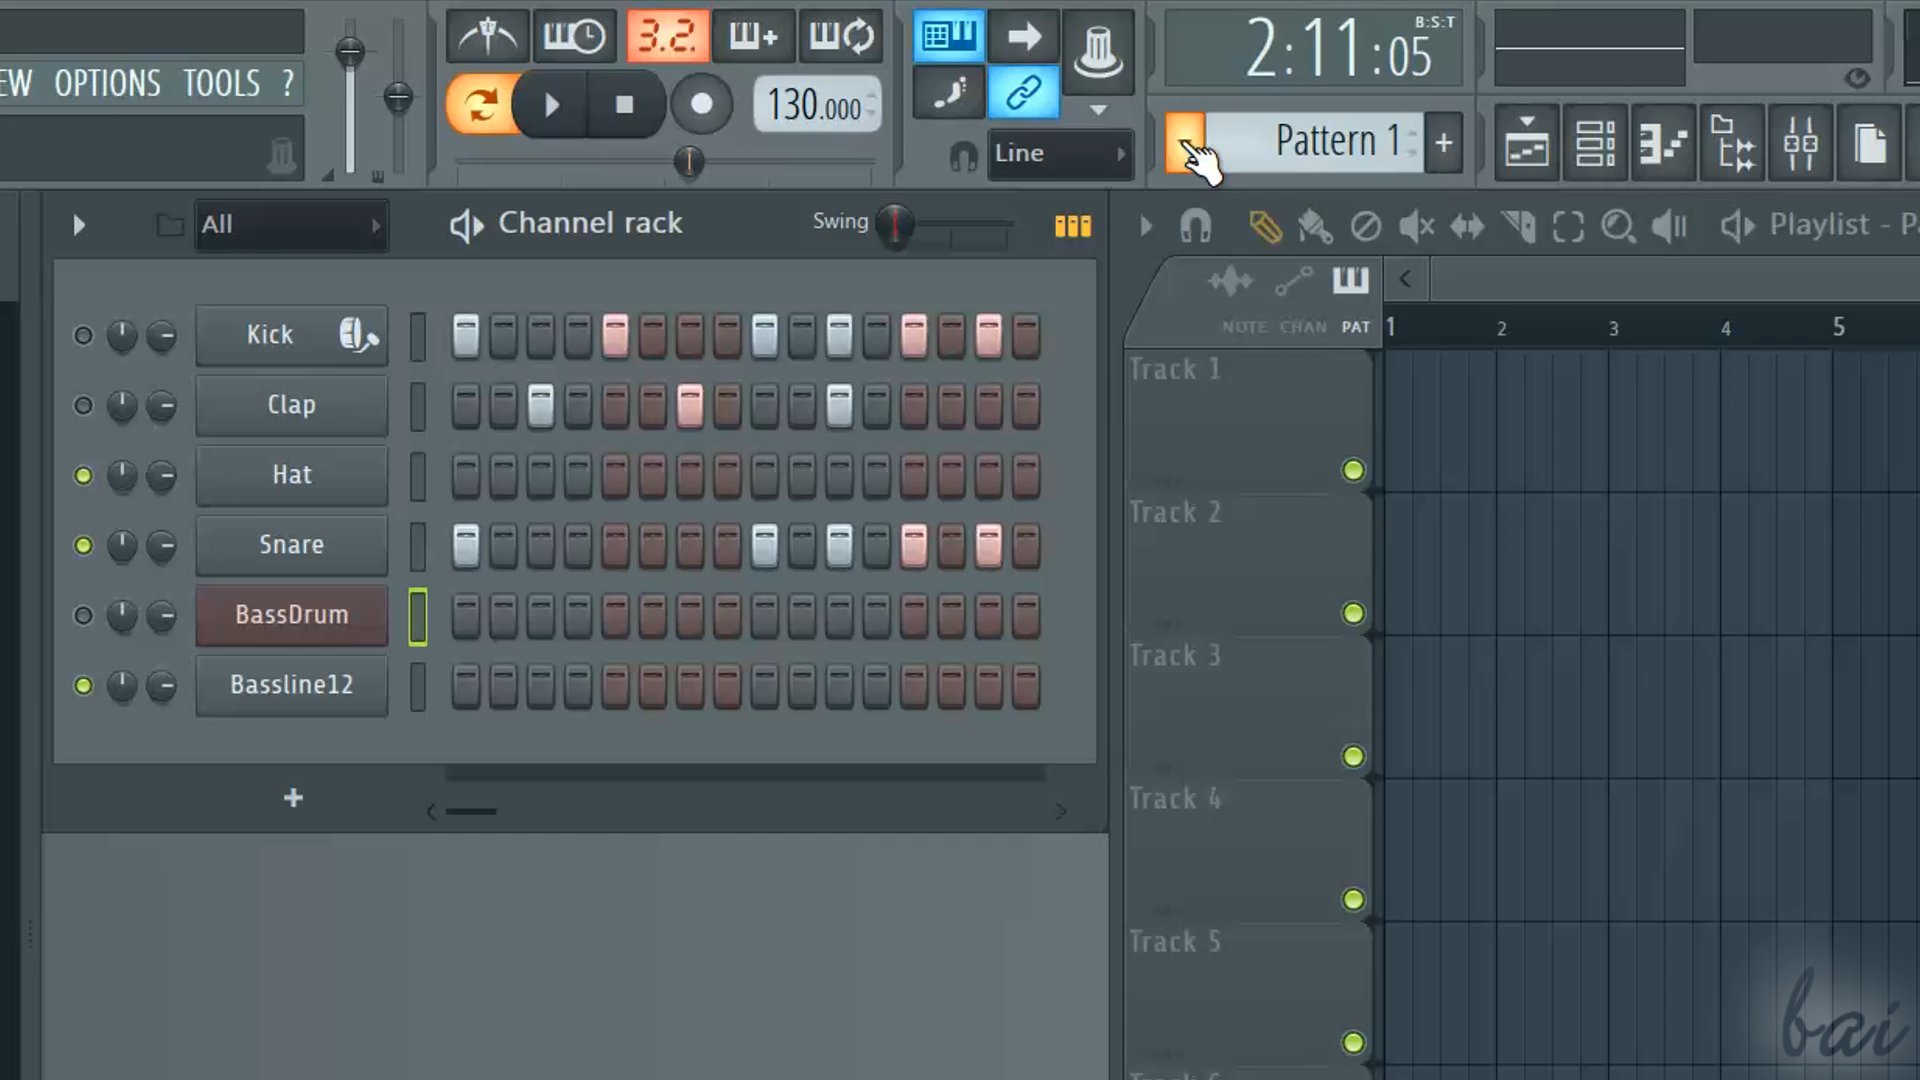 EW OPTIONS TOOLS ?
3.2.
130.000
Line
2:11:05
B:S:T
Pattern 1
+
All
Channel rack
Swing
Playlist - P
NOTE CHAN PAT
1 2 3 4 5
Kick
Clap
Hat
Snare
BassDrum
Bassline12
+
Track 1
Track 2
Track 3
Track 4
Track 5
bai